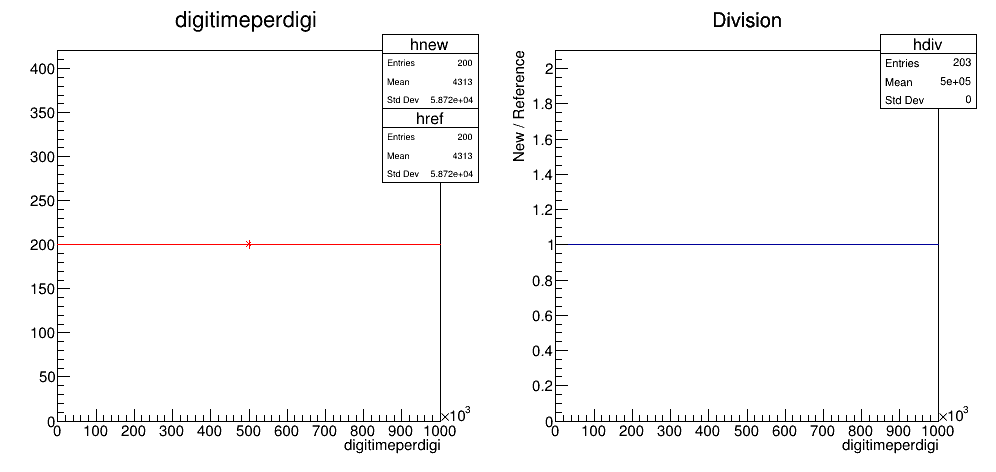 digitimeperdigi
hnew
Entries 200
Mean 4313
Std Dev 5.872e+04
href
Entries 200
Mean 4313
Std Dev 5.872e+04
400
350
300
250
200
150
100
50
0
0 100 200 300 400 500 600 700 800 900 1000
×10³
digitimeperdigi
Division
hdiv
Entries 203
Mean 5e+05
Std Dev 0
New / Reference
2
1.8
1.6
1.4
1.2
1
0.8
0.6
0.4
0.2
0
0 100 200 300 400 500 600 700 800 900 1000
×10³
digitimeperdigi